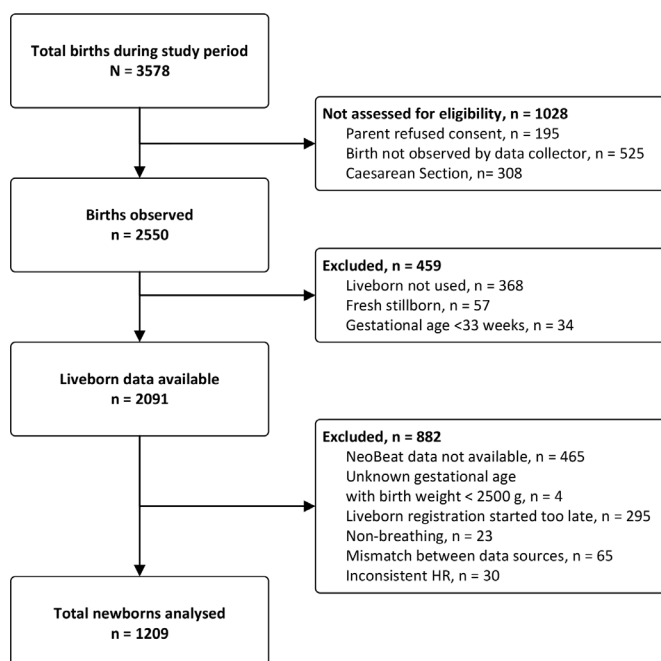 Total births during study period
N = 3578
Not assessed for eligibility, n = 1028
Parent refused consent, n = 195
Birth not observed by data collector, n = 525
Caesarean Section, n= 308
Births observed
n = 2550
Excluded, n = 459
Liveborn not used, n = 368
Fresh stillborn, n = 57
Gestational age <33 weeks, n = 34
Liveborn data available
n = 2091
Excluded, n = 882
NeoBeat data not available, n = 465
Unknown gestational age
with birth weight < 2500 g, n = 4
Liveborn registration started too late, n = 295
Non-breathing, n = 23
Mismatch between data sources, n = 65
Inconsistent HR, n = 30
Total newborns analysed
n = 1209